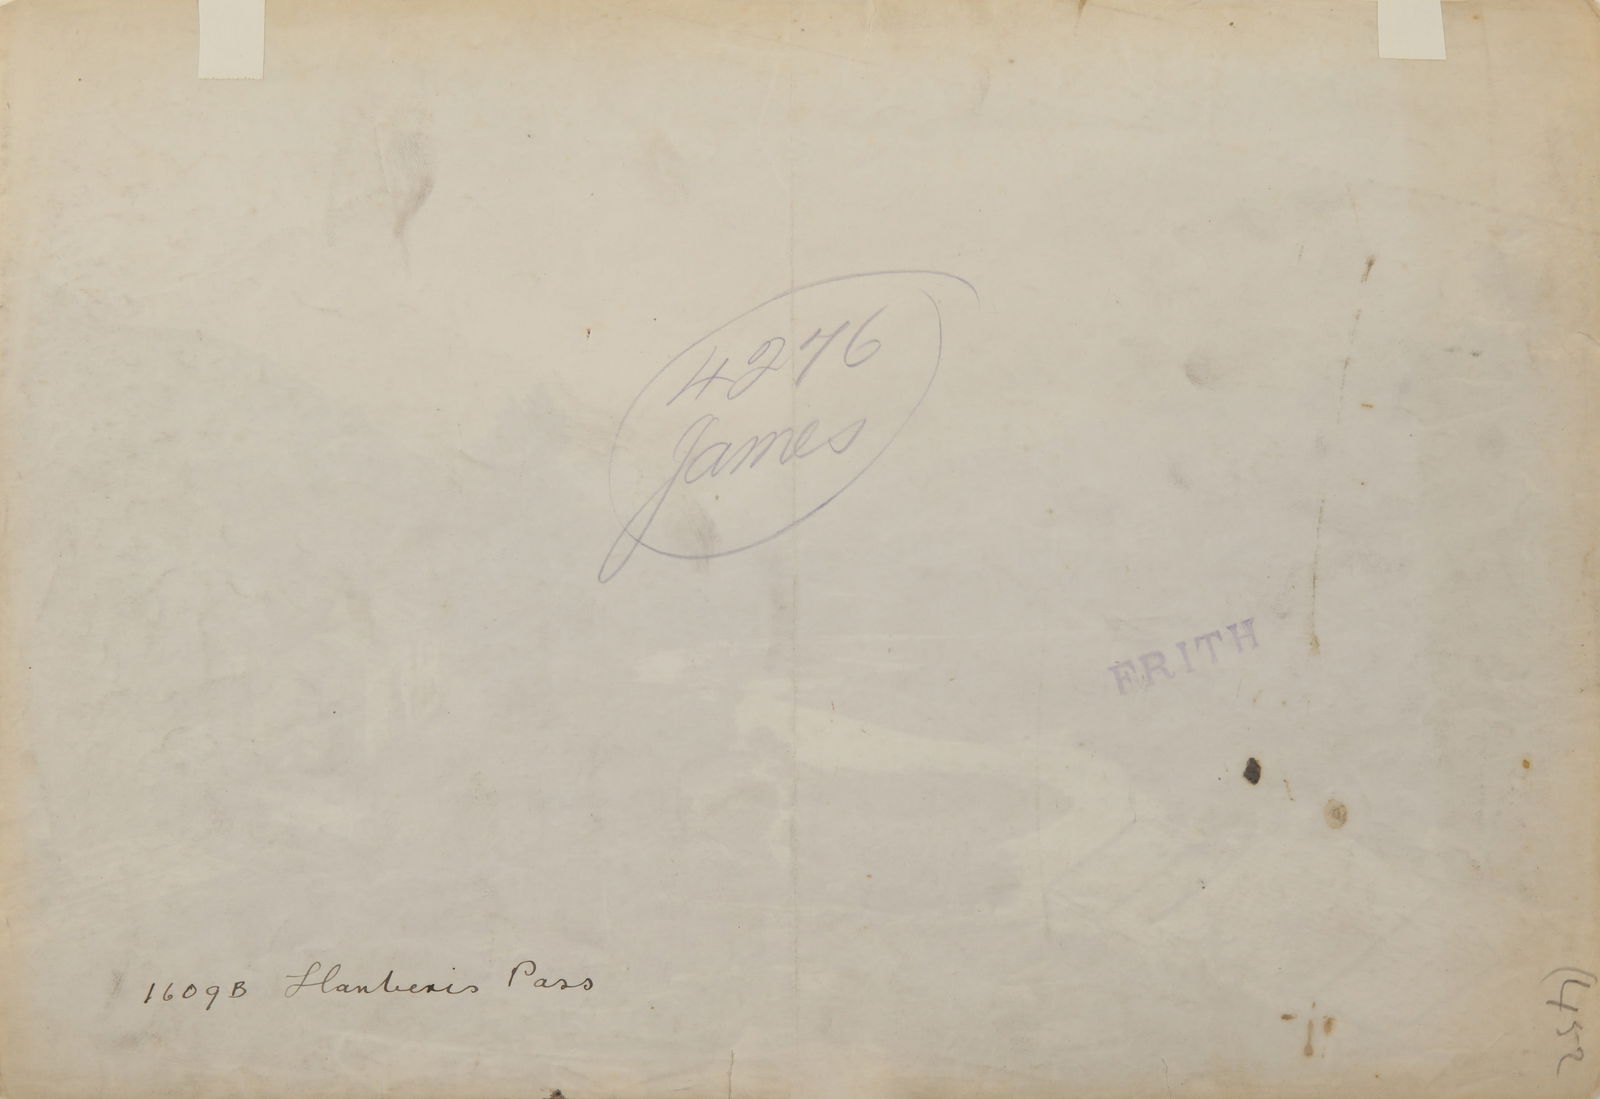 4276
James
FRITH
1609B Llanberis Pass
(452